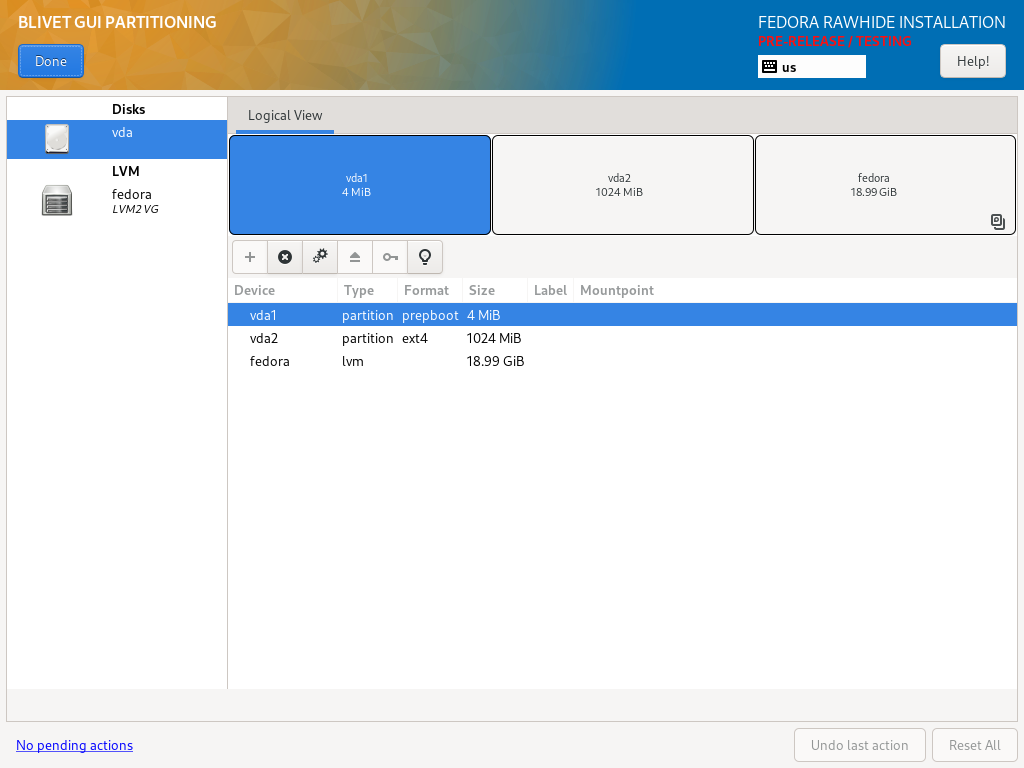 BLIVET GUI PARTITIONING
FEDORA RAWHIDE INSTALLATION
PRE-RELEASE / TESTING
Done
us
Help!
Disks
vda
LVM
fedora
LVM2 VG
Logical View
vda1
4 MiB
vda2
1024 MiB
fedora
18.99 GiB
Device Type Format Size Label Mountpoint
vda1 partition prepboot 4 MiB
vda2 partition ext4 1024 MiB
fedora lvm 18.99 GiB
No pending actions
Undo last action
Reset All